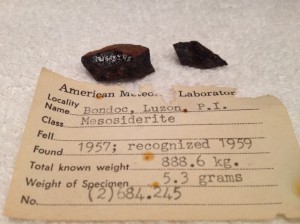 American Meteorite Laboratory
Locality
Name Bondoc, Luzon, P.I.
Class Mesosiderite
Fell
Found 1957; recognized 1959
Total known weight 888.6 kg.
Weight of Specimen 5.3 grams
No. (2)684.245